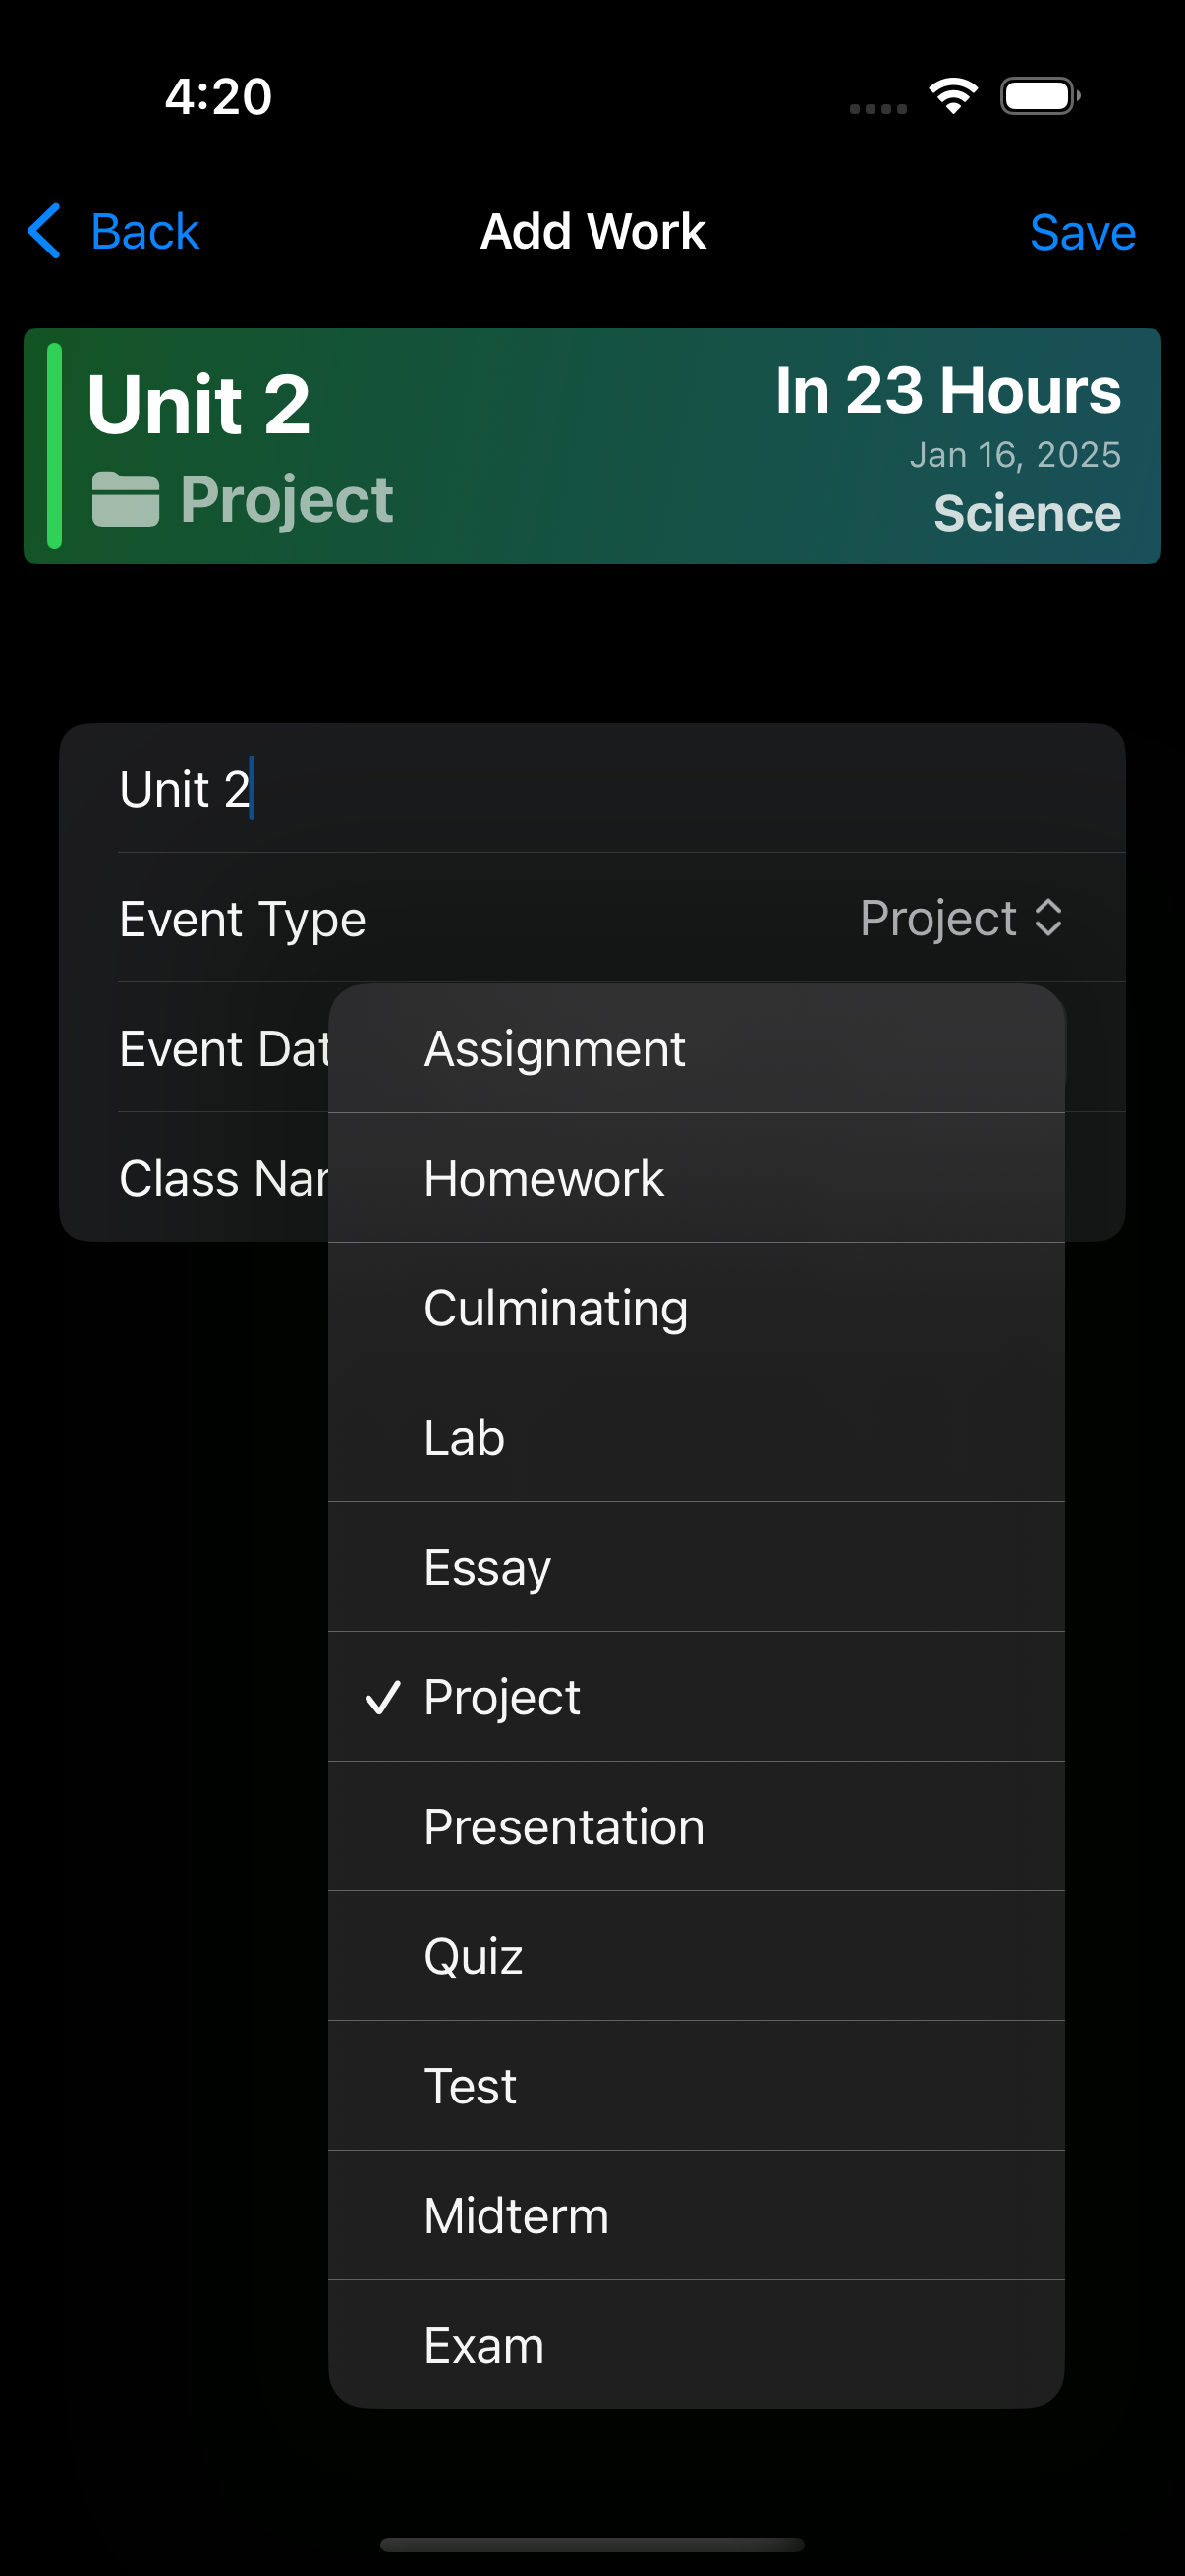 4:20
Back
Add Work
Save
Unit 2
In 23 Hours
Jan 16, 2025
Project
Science
Unit 2
Event Type
Project
Event Dat
Class Nar
Assignment
Homework
Culminating
Lab
Essay
Project
Presentation
Quiz
Test
Midterm
Exam